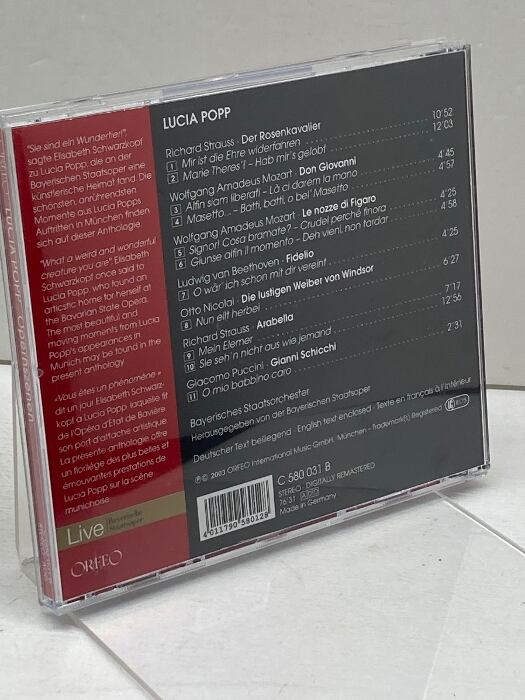 "Sie sind ein Wundertier!"
sagte Elisabeth Schwarzkopf
zu Lucia Popp, die an der
Bayerischen Staatsoper eine
künstlerische Heimat fand. Die
schönsten, anrührendsten
Momente aus Lucia Popps
Auftritten in München finden
sich auf dieser Anthologie.
"What a weird and wonderful
creature you are" Elisabeth
Schwarzkopf once said to
Lucia Popp, who found an
articstic home for herself at
the Bavarian State Opera.
The most beautiful and
moving moments from Lucia
Popp's appearances in
Munich may be found in the
present anthology
«Vous êtes un phénomène »
dit un jour Elisabeth Schwarz-
kopf à Lucia Popp, laquelle fit
de l'Opéra d'État de Bavière
son port d'attache artistique
La présente anthologie offre
un florilège des plus belles et
émouvantes prestations de
Lucia Popp sur la scène
munichoise
Live Bayerische
Staatsoper
ORFEO
LUCIA POPP Opernszenen
LUCIA POPP
Richard Strauss · Der Rosenkavalier
1 Mir ist die Ehre widerfahren 10'52
2 Marie Theres'! – Hab mir's gelobt 12'03
Wolfgang Amadeus Mozart · Don Giovanni
3 Alfin siam liberati – Là ci darem la mano 4'45
4 Masetto... – Batti, batti, o bel' Masetto 4'57
Wolfgang Amadeus Mozart · Le nozze di Figaro
5 Signor! Cosa bramate? – Crudel perché finora 4'25
6 Giunse alfin il momento – Deh vieni, non tardar 4'58
Ludwig van Beethoven · Fidelio
7 O wär' ich schon mit dir vereint 4'25
Otto Nicolai · Die lustigen Weiber von Windsor
8 Nun eilt herbei 6'27
Richard Strauss · Arabella
9 Mein Elemer 7'17
10 Sie seh'n nicht aus wie jemand 12'56
Giacomo Puccini · Gianni Schicchi
11 O mio babbino caro 2'31
Bayerisches Staatsorchester
Herausgegeben von der Bayerischen Staatsoper
Deutscher Text beiliegend · English text enclosed · Texte en français à l'intérieur
℗ © 2003 ORFEO International Music GmbH, München – Trademark(s) Registered
C 580 031 B
STEREO DIGITALLY REMASTERED
76:31 ADD
Made in Germany
4 011790 580128